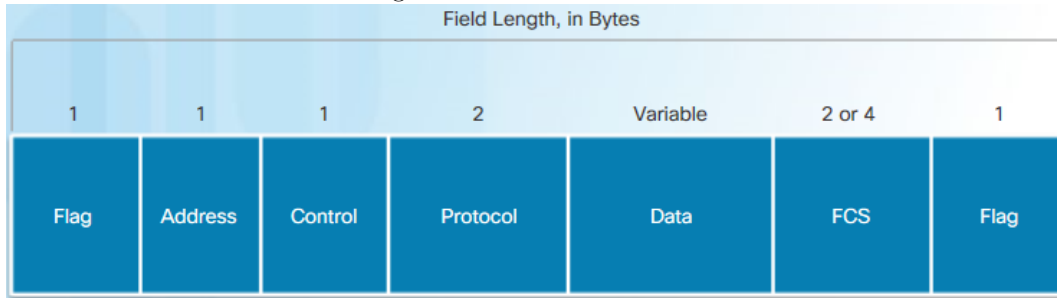 Field Length, in Bytes
1 1 1 2 Variable 2 or 4 1
Flag Address Control Protocol Data FCS Flag